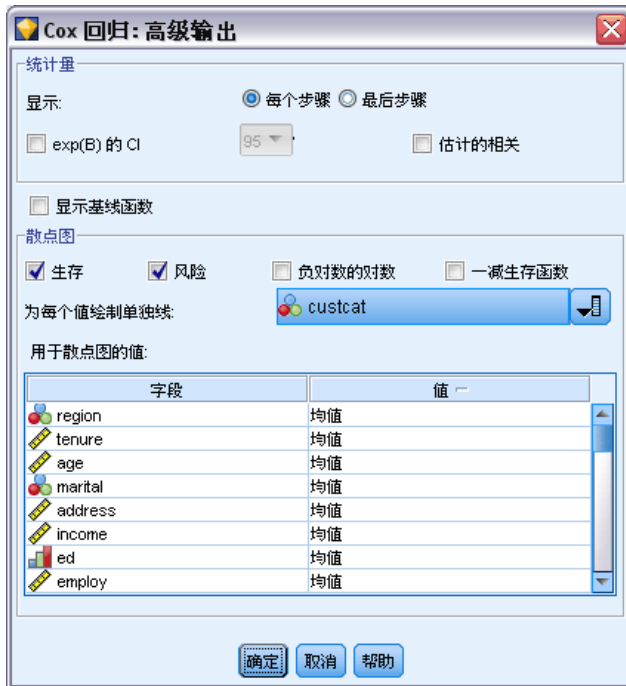 Cox 回归: 高级输出
统计量
显示: 每个步骤 最后步骤
exp(B) 的 CI 95 估计的相关
显示基线函数
散点图
生存 风险 负对数的对数 一减生存函数
为每个值绘制单独线: custcat
用于散点图的值:
字段 值
region 均值
tenure 均值
age 均值
marital 均值
address 均值
income 均值
ed 均值
employ 均值
确定 取消 帮助